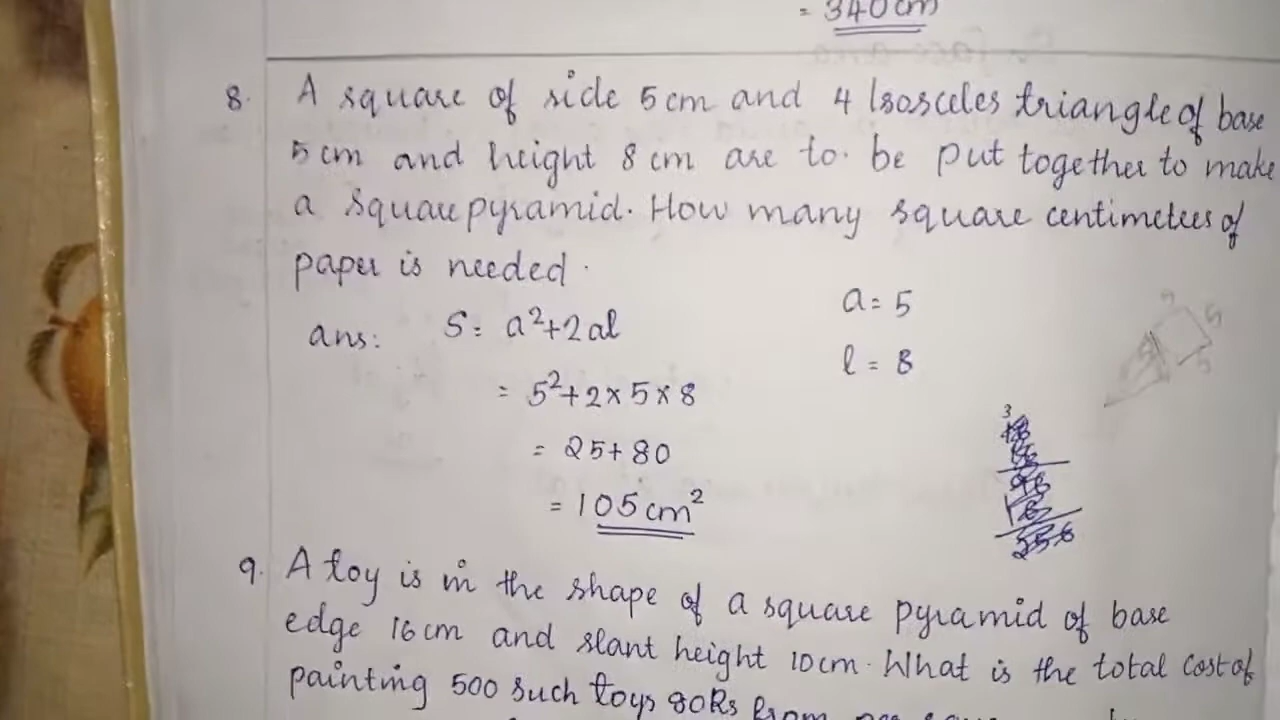 = 340 cm
8. A square of side 5 cm and 4 Isosceles triangle of base
5 cm and height 8 cm are to be put together to make
a square pyramid. How many square centimeters of
paper is needed.
ans: S = a²+2al
a = 5
l = 8
= 5²+2×5×8
= 25+80
= 105 cm²
9. A toy is in the shape of a square pyramid of base
edge 16 cm and slant height 10cm. What is the total cost of
painting 500 such toys 80Rs from